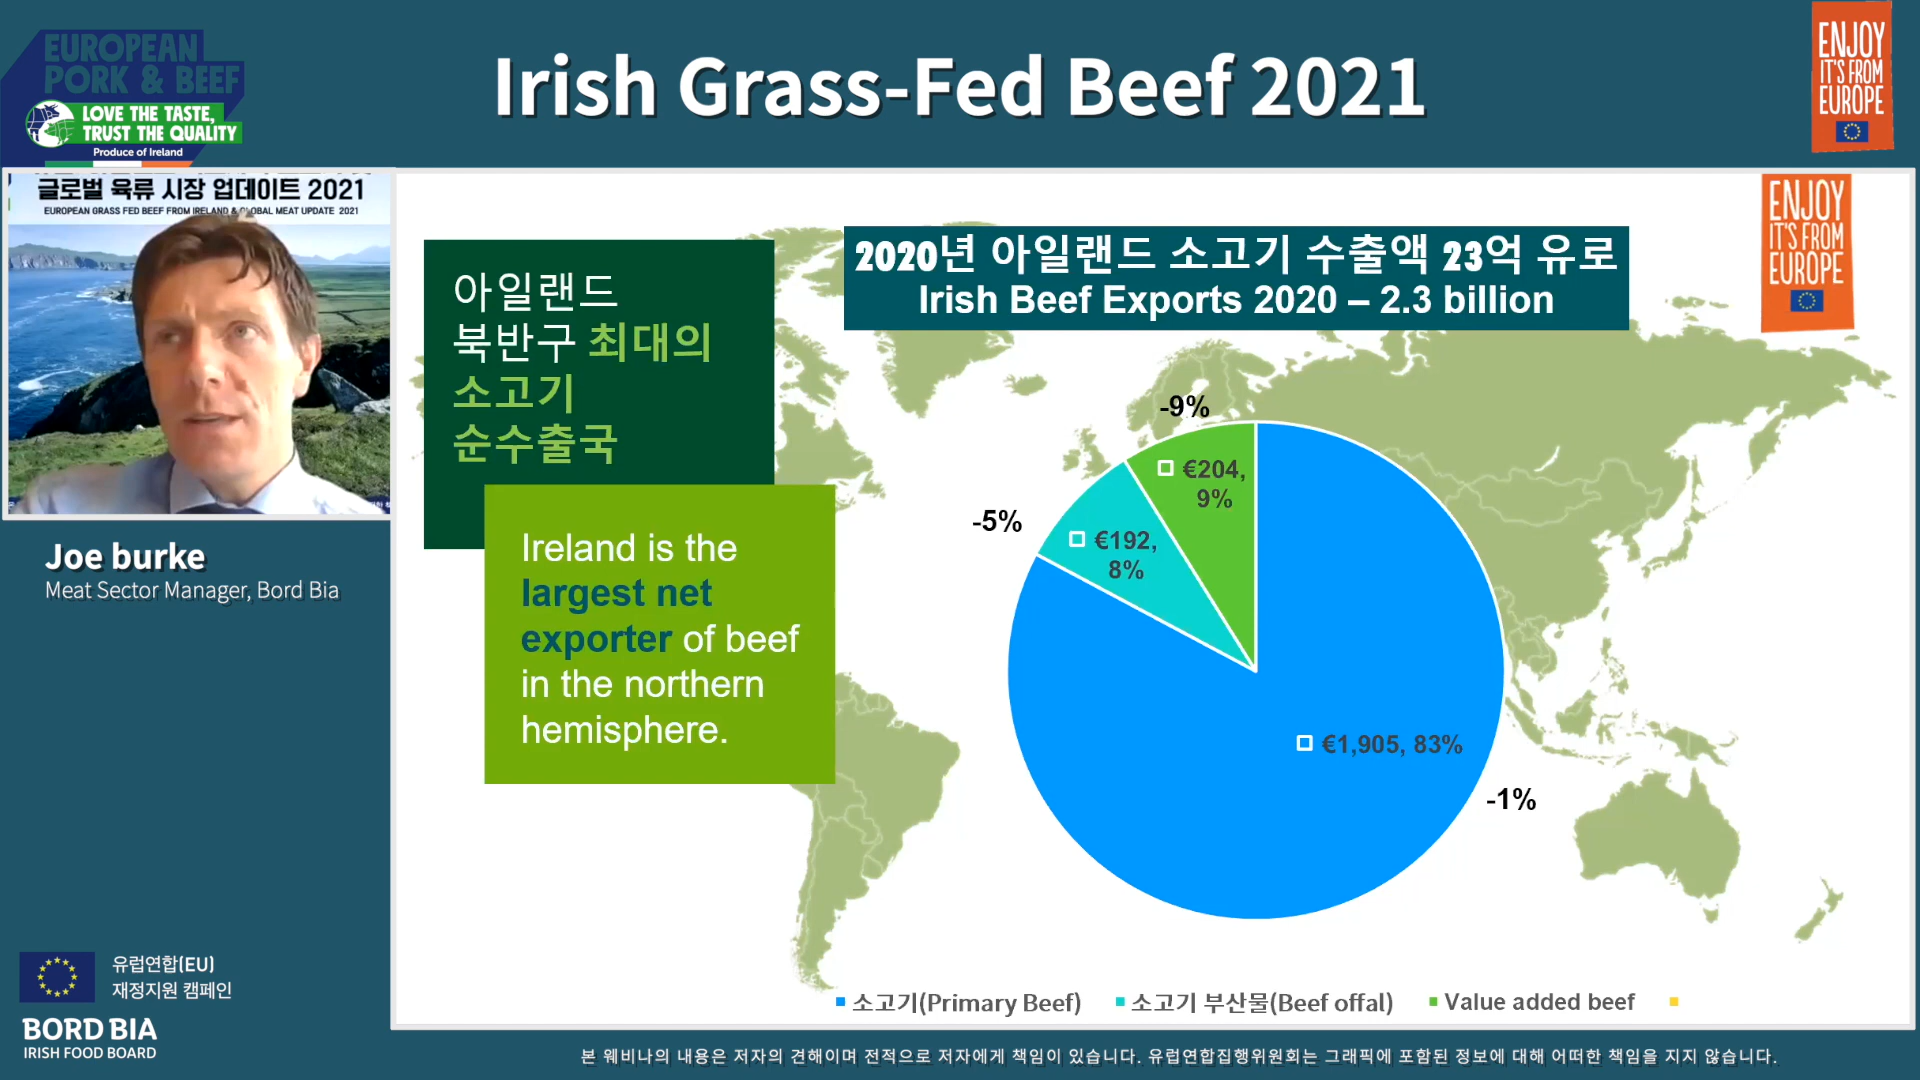 EUROPEAN
PORK & BEEF
LOVE THE TASTE,
TRUST THE QUALITY
Produce of Ireland
Irish Grass-Fed Beef 2021
ENJOY
IT'S FROM
EUROPE
글로벌 육류 시장 업데이트 2021
EUROPEAN GRASS FED BEEF FROM IRELAND & GLOBAL MEAT UPDATE 2021
Joe burke
Meat Sector Manager, Bord Bia
아일랜드
북반구 최대의
소고기
순수출국
Ireland is the
largest net
exporter of beef
in the northern
hemisphere.
2020년 아일랜드 소고기 수출액 23억 유로
Irish Beef Exports 2020 – 2.3 billion
ENJOY
IT'S FROM
EUROPE
-9%
€204,
9%
-5%
€192,
8%
€1,905, 83%
-1%
소고기(Primary Beef)
소고기 부산물(Beef offal)
Value added beef
유럽연합(EU)
재정지원 캠페인
BORD BIA
IRISH FOOD BOARD
본 웨비나의 내용은 저자의 견해이며 전적으로 저자에게 책임이 있습니다. 유럽연합집행위원회는 그래픽에 포함된 정보에 대해 어떠한 책임을 지지 않습니다.